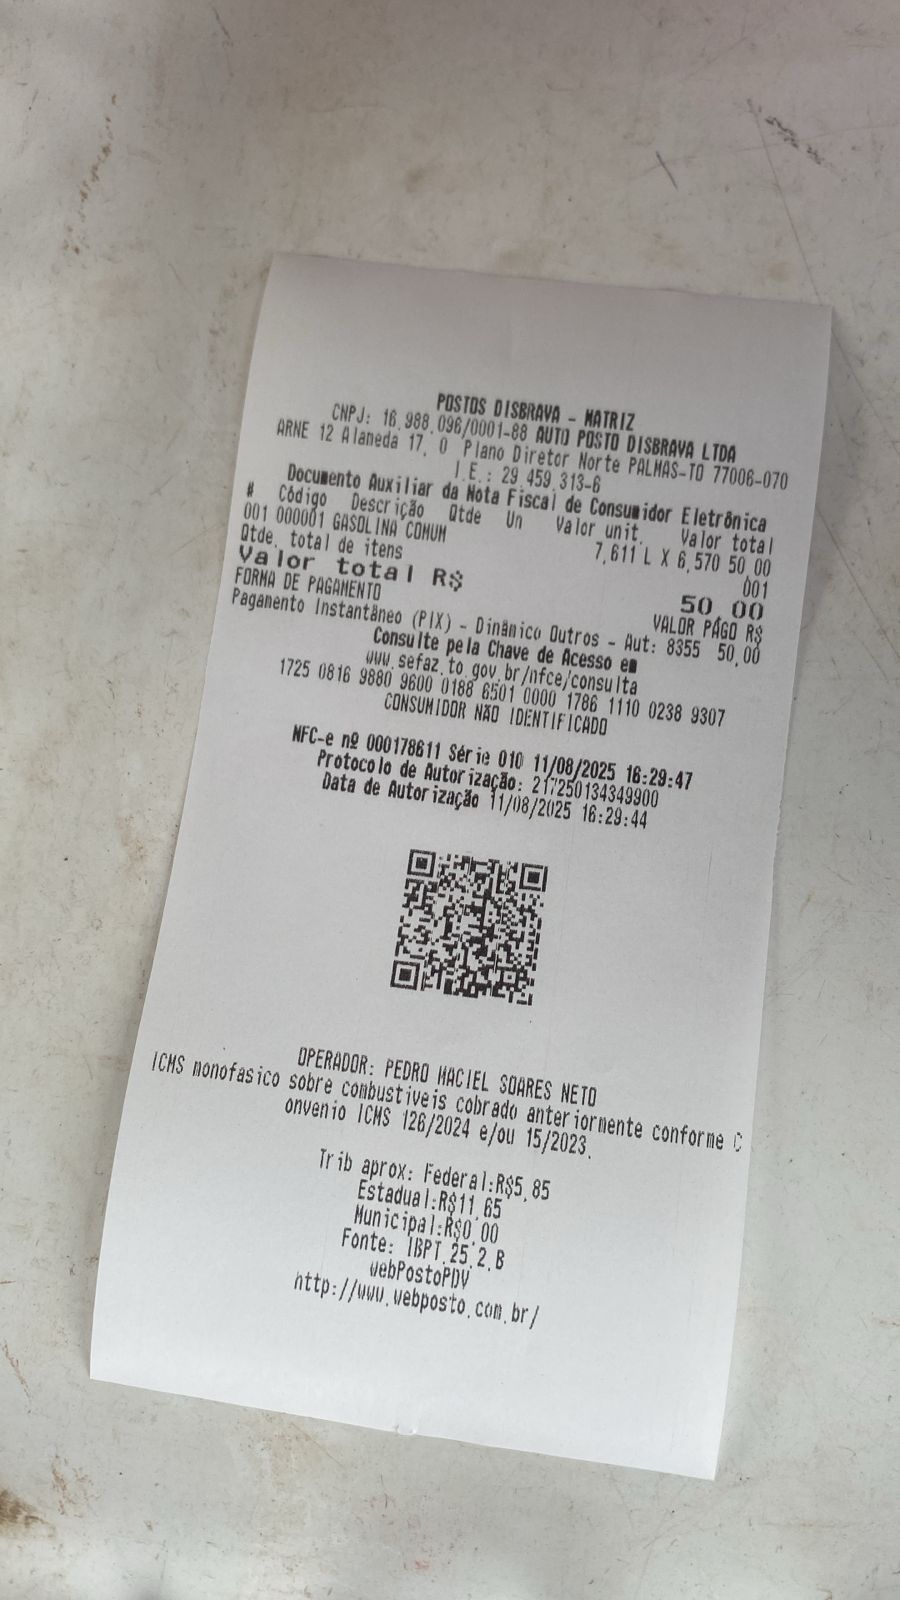 POSTOS DISBRAVA - MATRIZ
CNPJ: 16.988.096/0001-88 AUTO POSTO DISBRAVA LTDA
ARNE 12 Alameda 17, 0 Plano Diretor Norte PALMAS-TO 77006-070
I.E.: 29.459.313-6
Documento Auxiliar da Nota Fiscal de Consumidor Eletrônica
# Código Descrição Qtde Un Valor unit. Valor total
001 000001 GASOLINA COMUM
7,611 L X 6,570 50,00
Qtde. total de itens 001
Valor total R$ 50,00
FORMA DE PAGAMENTO VALOR PAGO R$
Pagamento Instantâneo (PIX) - Dinâmico Outros - Aut: 8355 50,00
Consulte pela Chave de Acesso em
www.sefaz.to.gov.br/nfce/consulta
1725 0816 9880 9600 0188 6501 0000 1786 1110 0238 9307
CONSUMIDOR NÃO IDENTIFICADO
NFC-e nº 000178611 Série 010 11/08/2025 16:29:47
Protocolo de Autorização: 217250134349900
Data de Autorização 11/08/2025 16:29:44
OPERADOR: PEDRO MACIEL SOARES NETO
ICMS monofasico sobre combustiveis cobrado anteriormente conforme C
onvenio ICMS 126/2024 e/ou 15/2023.
Trib aprox: Federal:R$5,85
Estadual:R$11,65
Municipal:R$0,00
Fonte: IBPT.25.2.B
webPostoPDV
http://www.webposto.com.br/